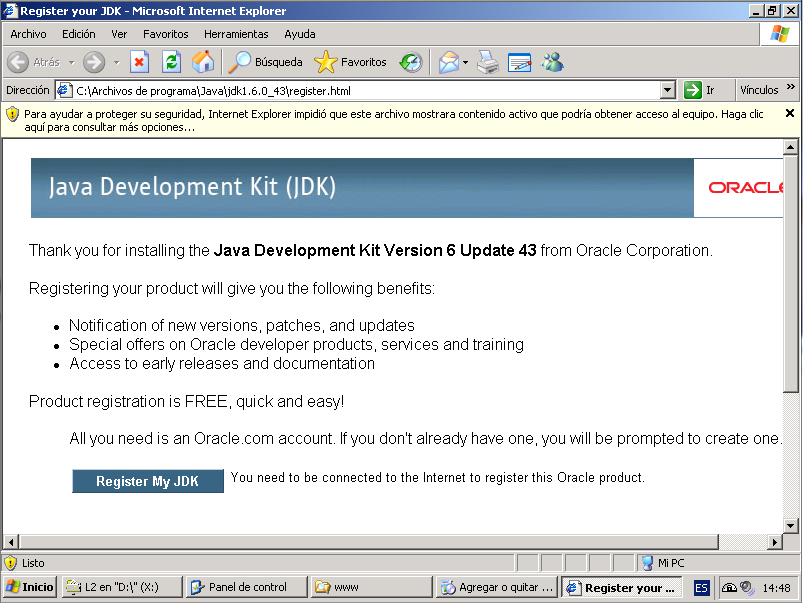 Register your JDK - Microsoft Internet Explorer
Archivo Edición Ver Favoritos Herramientas Ayuda
Atrás Búsqueda Favoritos
Dirección C:\Archivos de programa\Java\jdk1.6.0_43\register.html Ir Vínculos »
Para ayudar a proteger su seguridad, Internet Explorer impidió que este archivo mostrara contenido activo que podría obtener acceso al equipo. Haga clic
aquí para consultar más opciones...
Java Development Kit (JDK)
ORACLE
Thank you for installing the Java Development Kit Version 6 Update 43 from Oracle Corporation.
Registering your product will give you the following benefits:
• Notification of new versions, patches, and updates
• Special offers on Oracle developer products, services and training
• Access to early releases and documentation
Product registration is FREE, quick and easy!
All you need is an Oracle.com account. If you don't already have one, you will be prompted to create one.
Register My JDK You need to be connected to the Internet to register this Oracle product.
Listo Mi PC
Inicio L2 en "D:\" (X:) Panel de control www Agregar o quitar ... Register your ... ES 14:48